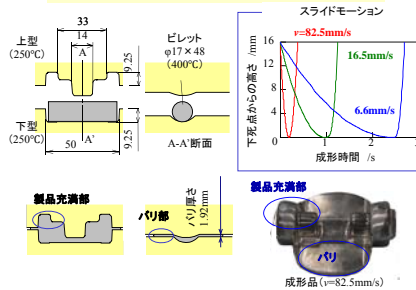 33
14
A
上型
(250℃)
9.25
下型
(250℃)
9.25
A'
50
ビレット
φ17×48
(400℃)
A-A'断面
スライドモーション
下死点からの高さ /mm
16
12
8
4
0
v=82.5mm/s
16.5mm/s
6.6mm/s
0
1
2
3
成形時間 /s
製品充満部
バリ部
バリ厚さ
1.92mm
製品充満部
バリ
成形品(v=82.5mm/s)